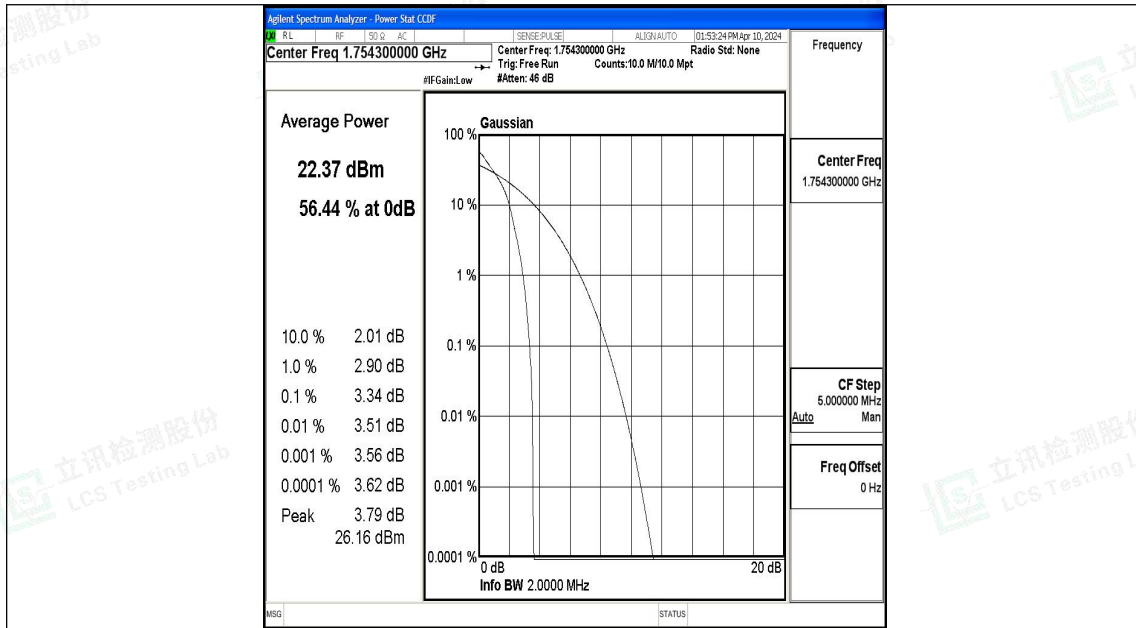 Agilent Spectrum Analyzer - Power Stat CCDF
RL RF 50 Ω AC SENSE:PULSE ALIGN AUTO 01:53:24 PM Apr 10, 2024
Center Freq 1.754300000 GHz
Center Freq: 1.754300000 GHz Radio Std: None
Trig: Free Run Counts:10.0 M/10.0 Mpt
#IFGain:Low #Atten: 46 dB
Frequency
Average Power
22.37 dBm
56.44 % at 0dB
10.0 % 2.01 dB
1.0 % 2.90 dB
0.1 % 3.34 dB
0.01 % 3.51 dB
0.001 % 3.56 dB
0.0001 % 3.62 dB
Peak 3.79 dB
26.16 dBm
Gaussian
100 %
10 %
1 %
0.1 %
0.01 %
0.001 %
0.0001 %
0 dB 20 dB
Info BW 2.0000 MHz
Center Freq
1.754300000 GHz
CF Step
5.000000 MHz
Auto Man
Freq Offset
0 Hz
MSG STATUS
立讯检测股份
LCS Testing Lab
立讯检测股份